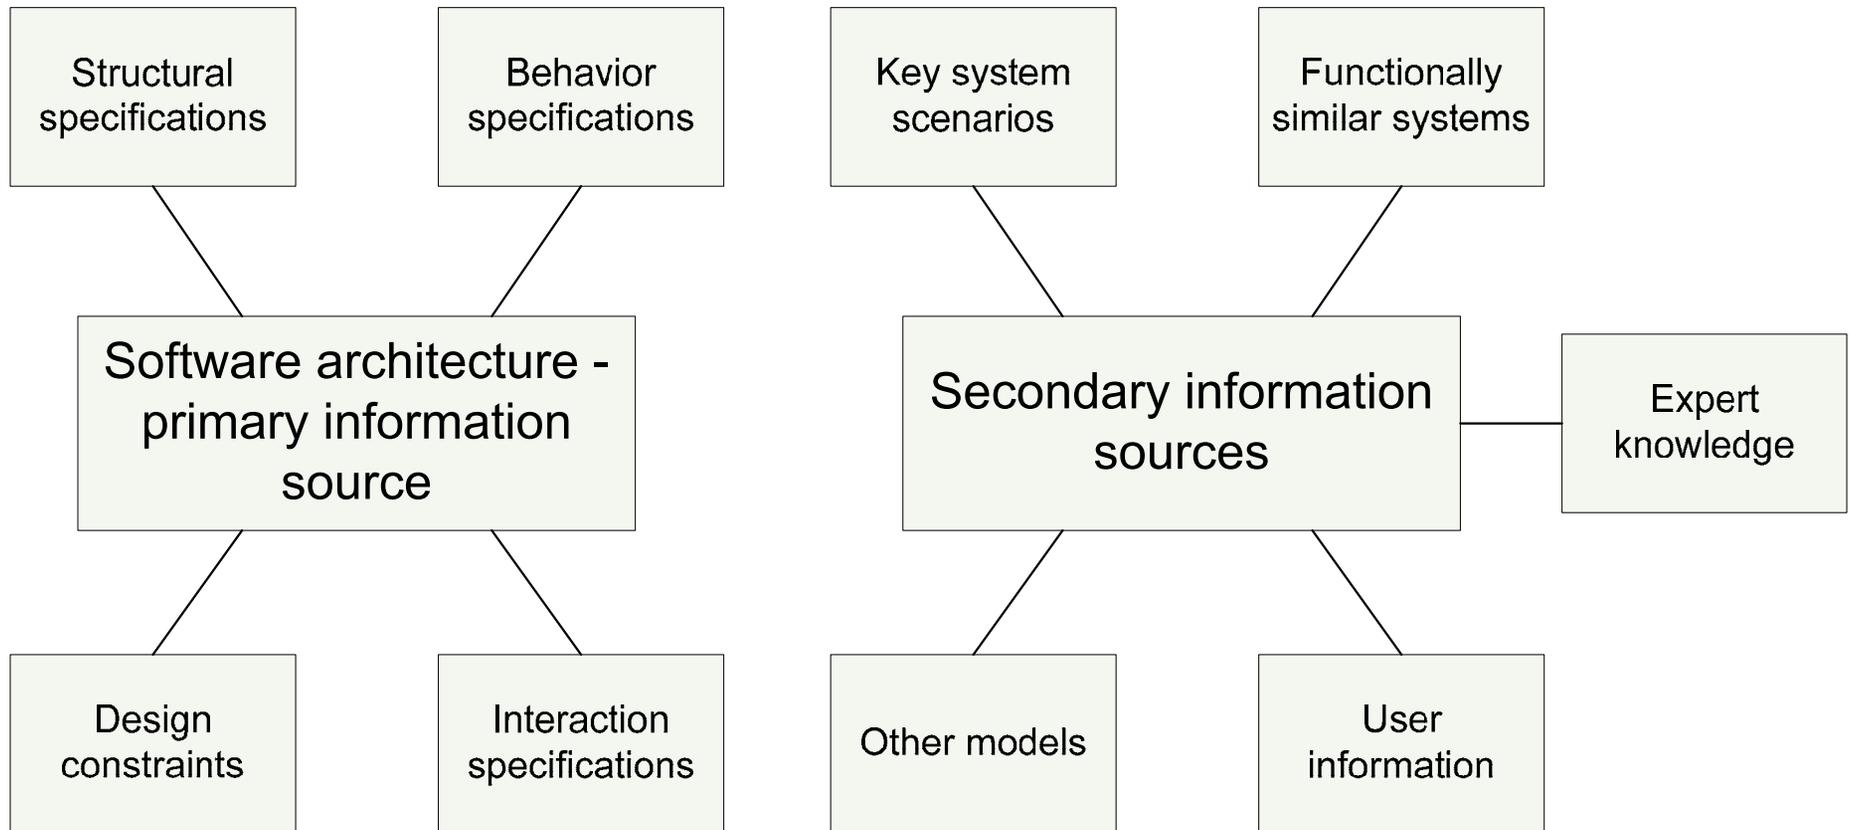 Structural
specifications
Behavior
specifications
Key system
scenarios
Functionally
similar systems
Software architecture -
primary information
source
Secondary information
sources
Expert
knowledge
Design
constraints
Interaction
specifications
Other models
User
information